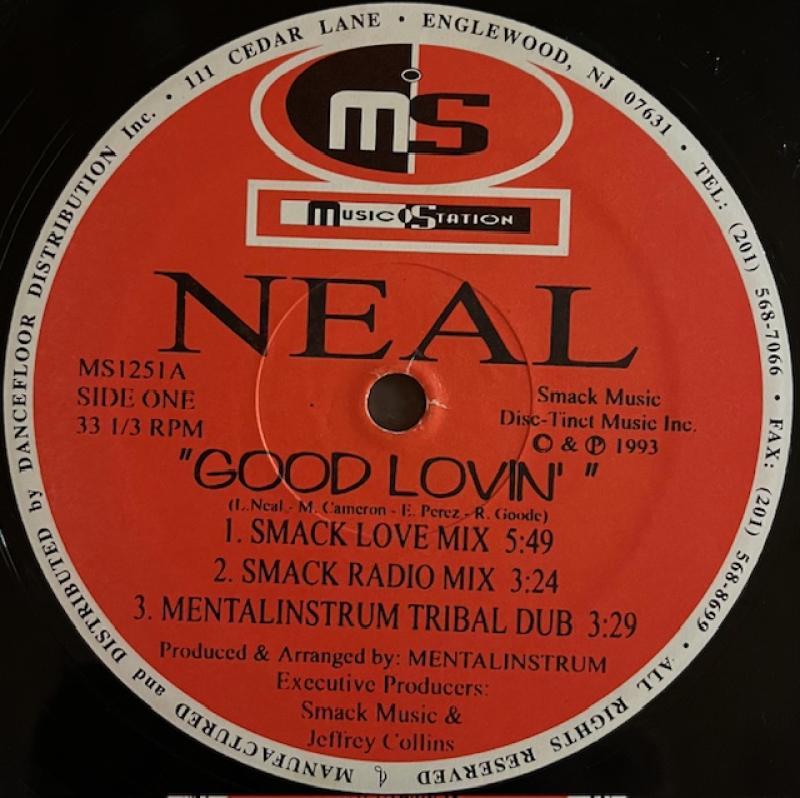 MANUFACTURED and DISTRIBUTED by DANCEFLOOR DISTRIBUTION Inc. • 111 CEDAR LANE • ENGLEWOOD, NJ 07631 • TEL: (201) 568-7066 • FAX: (201) 568-8699 • ALL RIGHTS RESERVED
mS
MUSIC STATION
NEAL
MS1251A
SIDE ONE
33 1/3 RPM
Smack Music
Disc-Tinct Music Inc.
© & ℗ 1993
"GOOD LOVIN' "
(L.Neal - M. Cameron - E. Perez - R. Goode)
1. SMACK LOVE MIX 5:49
2. SMACK RADIO MIX 3:24
3. MENTALINSTRUM TRIBAL DUB 3:29
Produced & Arranged by: MENTALINSTRUM
Executive Producers:
Smack Music &
Jeffrey Collins